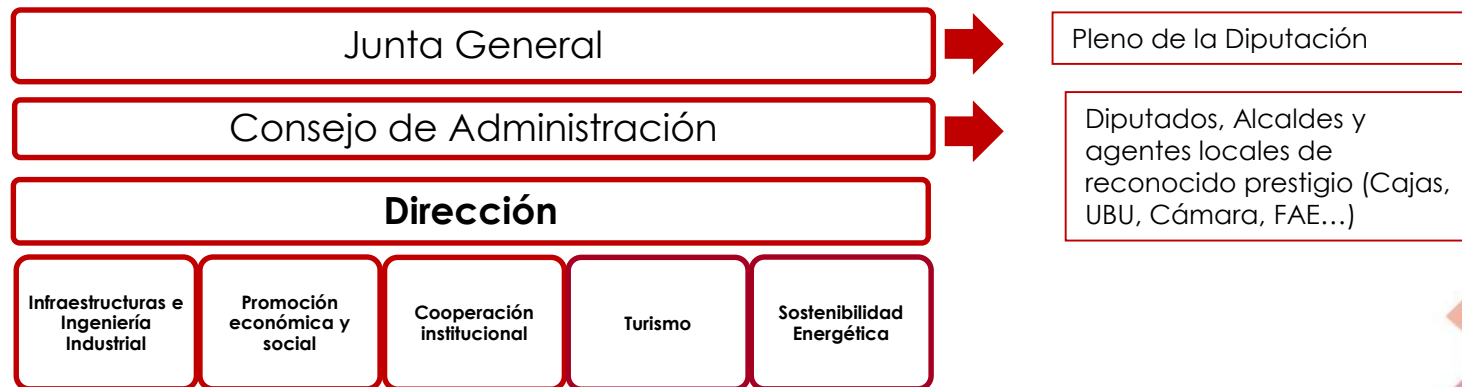 Junta General
Pleno de la Diputación
Consejo de Administración
Diputados, Alcaldes y
agentes locales de
reconocido prestigio (Cajas,
UBU, Cámara, FAE…)
Dirección
Infraestructuras e
Ingeniería
Industrial
Promoción
económica y
social
Cooperación
institucional
Turismo
Sostenibilidad
Energética